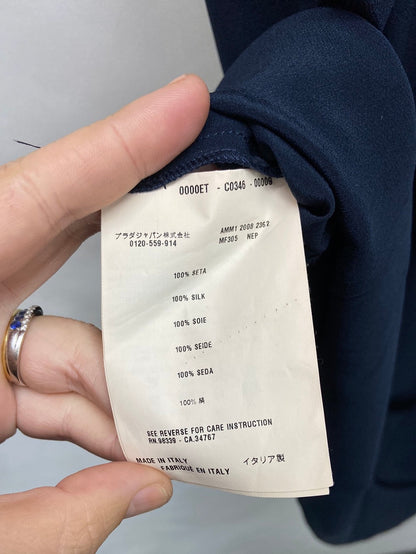 0000ET - C0346 - 00009
プラダジャパン株式会社
0120-559-914
AMM1 2008 2362
MF305 NEP
100% SETA
100% SILK
100% SOIE
100% SEIDE
100% SEDA
100% 絹
SEE REVERSE FOR CARE INSTRUCTION
RN.98339 - CA.34767
MADE IN ITALY
FABRIQUE EN ITALY
イタリア製